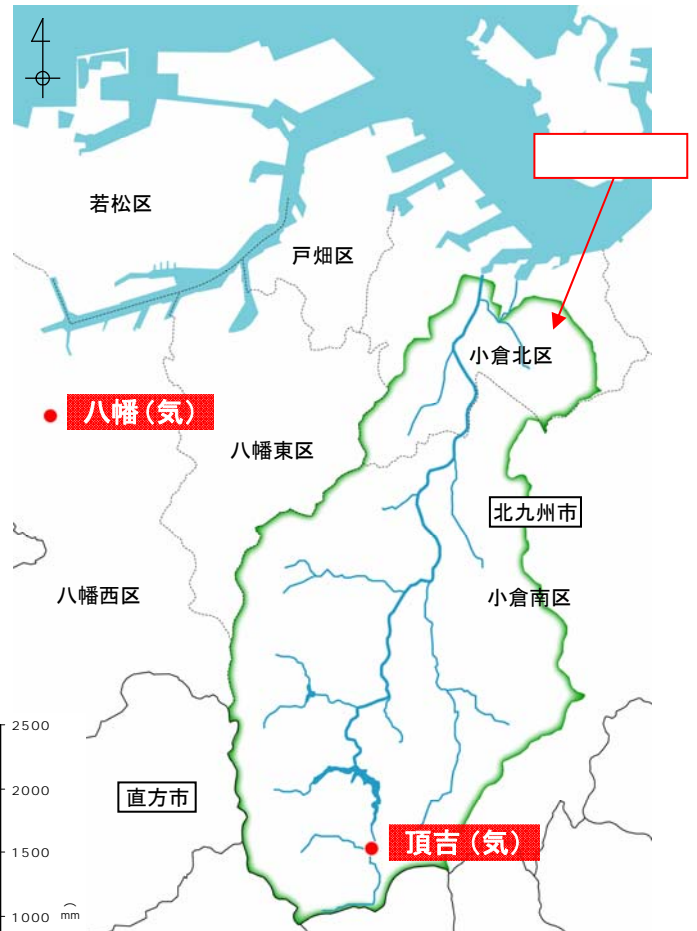 若松区
戸畑区
小倉北区
八幡(気)
八幡東区
北九州市
八幡西区
小倉南区
2500
2000
直方市
1500
頂吉(気)
1000
(mm